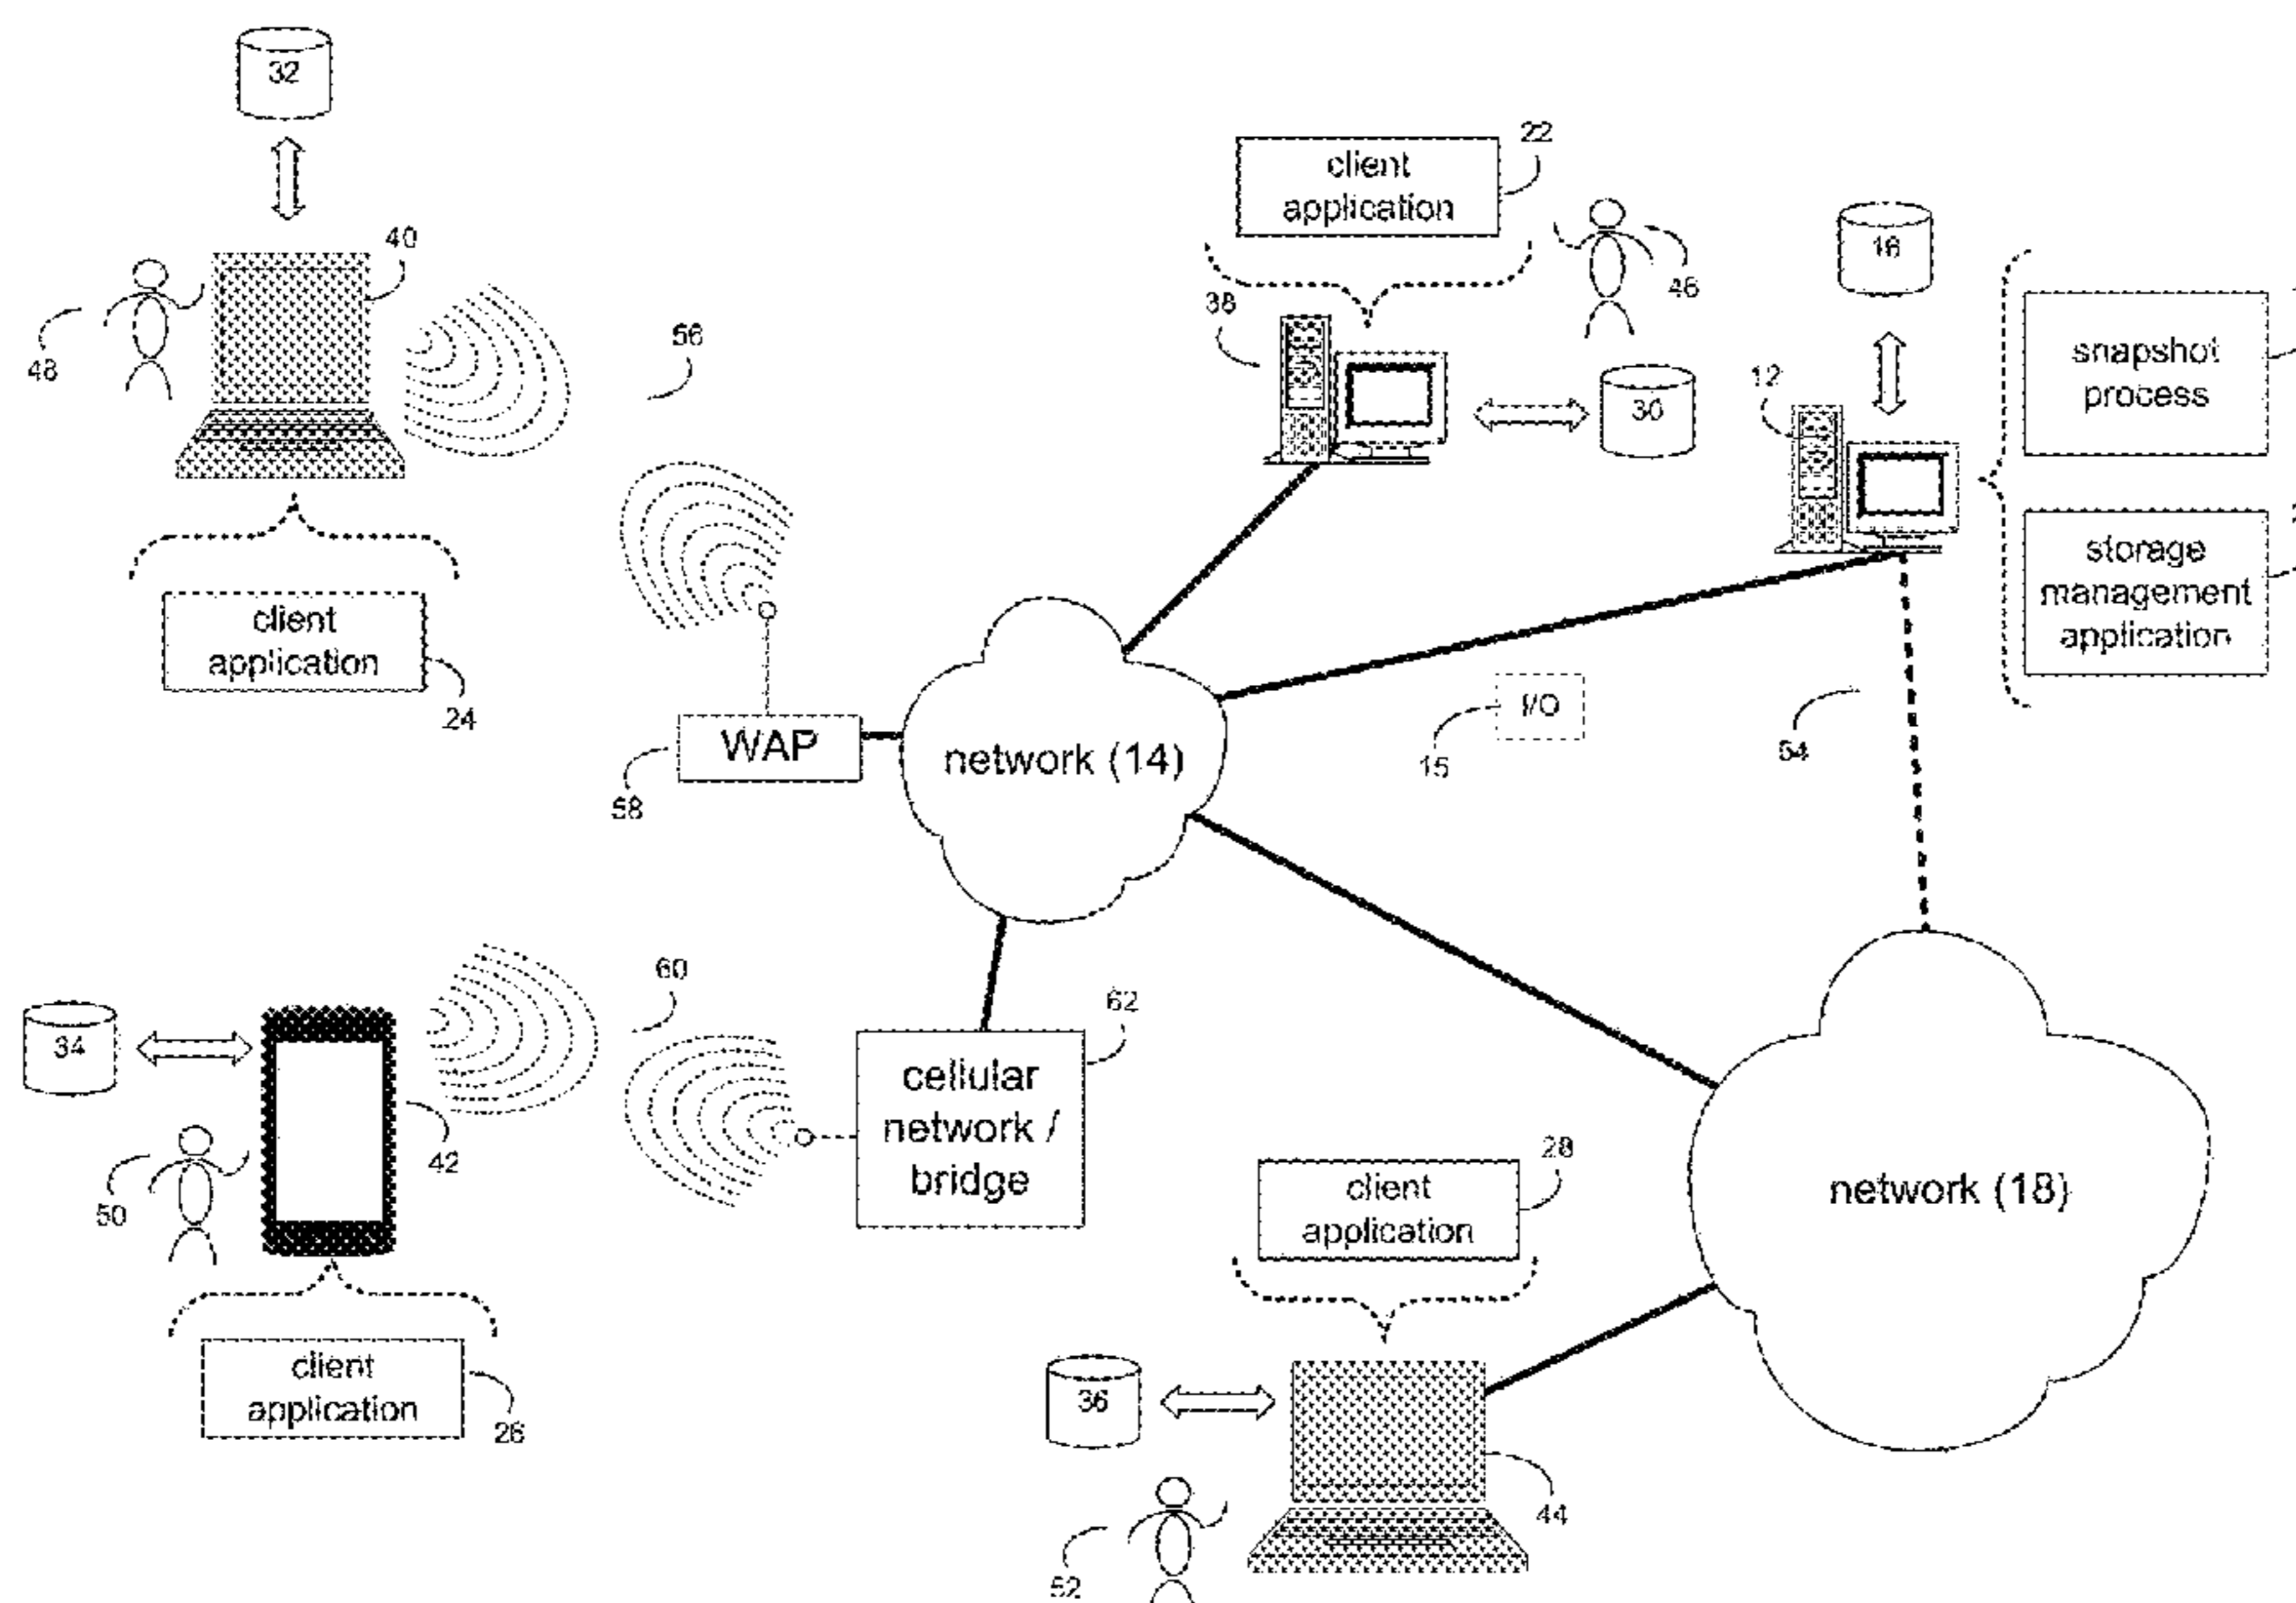 32
22
client
application
40
16
46
48
38
56
snapshot
process
12
30
client
application
24
storage
management
application
I/O
WAP
network (14)
15
54
58
60
62
34
cellular
network /
bridge
42
50
28
client
application
network (18)
client
application
26
36
44
52